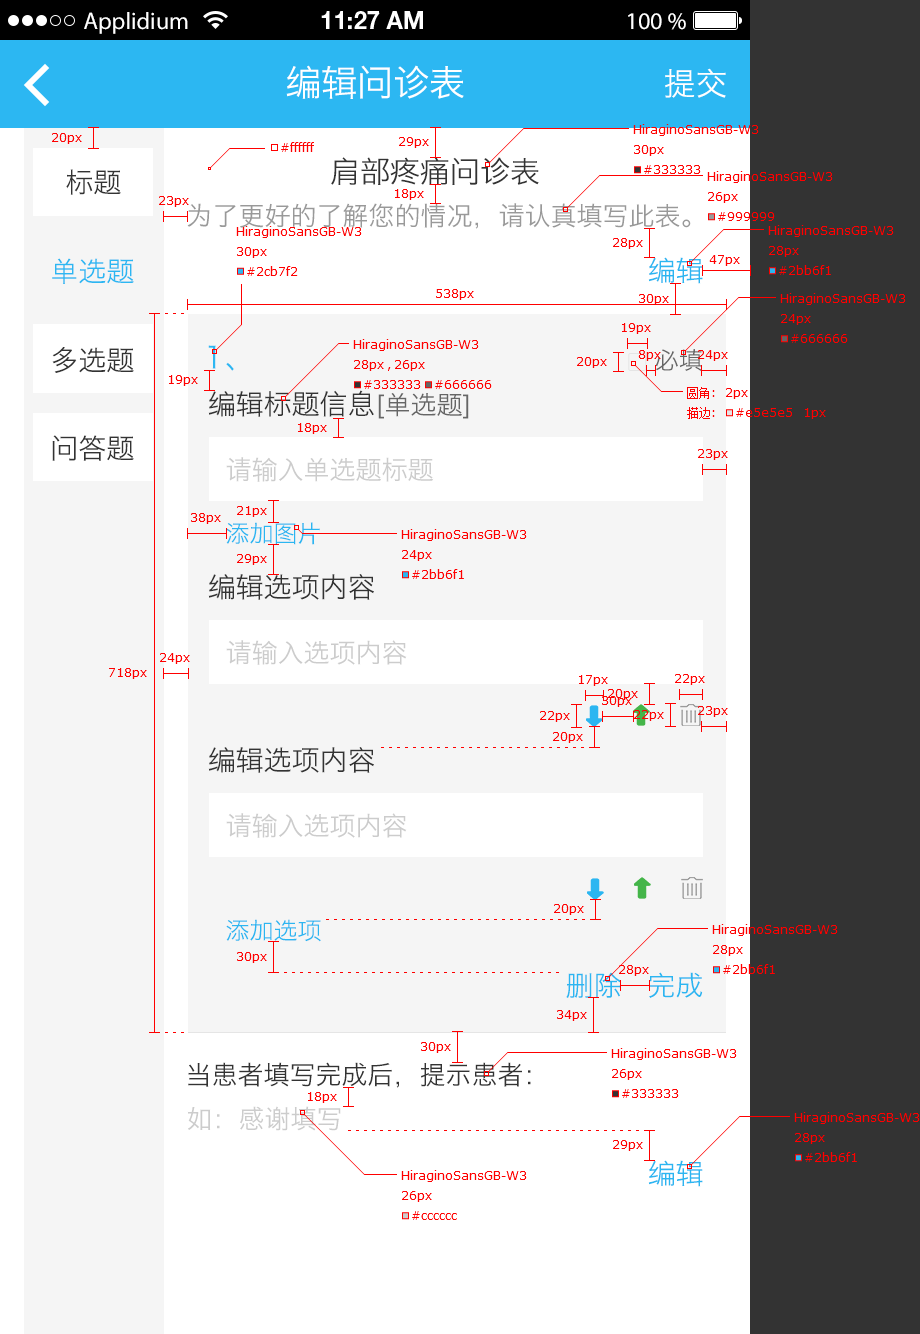 Applidium 11:27 AM 100 %
编辑问诊表 提交
20px
29px
HiraginoSansGB-W3
30px
#333333
#ffffff
标题
肩部疼痛问诊表
18px
HiraginoSansGB-W3
26px
#999999
23px
为了更好的了解您的情况，请认真填写此表。
HiraginoSansGB-W3
30px
#2cb7f2
28px
HiraginoSansGB-W3
28px
#2bb6f1
单选题
编辑
47px
538px
30px
HiraginoSansGB-W3
24px
#666666
19px
1、
HiraginoSansGB-W3
28px , 26px
#333333 #666666
20px
8px
必填
24px
多选题
19px
圆角： 2px
描边： #e5e5e5 1px
编辑标题信息[单选题]
18px
问答题
请输入单选题标题
23px
21px
38px
添加图片
HiraginoSansGB-W3
24px
#2bb6f1
29px
编辑选项内容
请输入选项内容
24px
718px
17px
20px
22px
30px
22px
22px
23px
20px
编辑选项内容
请输入选项内容
20px
添加选项
30px
HiraginoSansGB-W3
28px
#2bb6f1
删除
28px
完成
34px
30px
HiraginoSansGB-W3
26px
#333333
当患者填写完成后，提示患者：
18px
如：感谢填写
HiraginoSansGB-W3
28px
#2bb6f1
29px
编辑
HiraginoSansGB-W3
26px
#cccccc